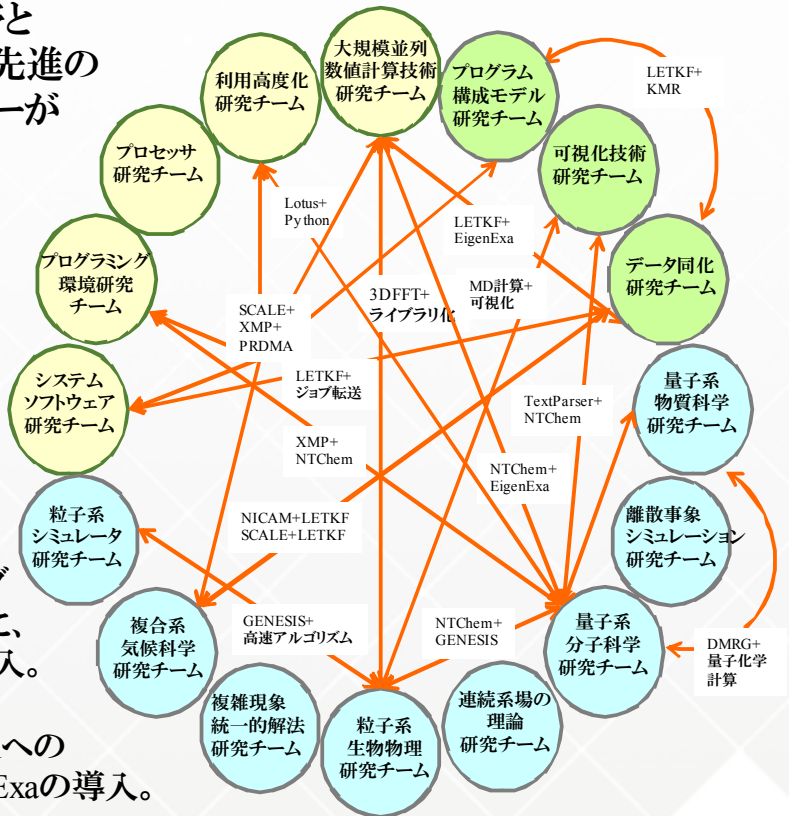 と
先進の
ーが
大規模並列
数値計算技術
研究チーム
利用高度化
研究チーム
プログラム
構成モデル
研究チーム
LETKF+
KMR
プロセッサ
研究チーム
可視化技術
研究チーム
Lotus+
Python
LETKF+
EigenExa
プログラミング
環境研究
チーム
データ同化
研究チーム
SCALE+
XMP+
PRDMA
3DFFT+
ライブラリ化
MD計算+
可視化
システム
ソフトウェア
研究チーム
LETKF+
ジョブ転送
TextParser+
NTChem
量子系
物質科学
研究チーム
XMP+
NTChem
NTChem+
EigenExa
粒子系
シミュレータ
研究チーム
NICAM+LETKF
SCALE+LETKF
離散事象
シミュレーション
研究チーム
複合系
気候科学
研究チーム
GENESIS+
高速アルゴリズム
NTChem+
GENESIS
量子系
分子科学
研究チーム
DMRG+
量子化学
計算
グ
に、
入。
複雑現象
統一的解法
研究チーム
粒子系
生物物理
研究チーム
連続系場の
理論
研究チーム
への
Exaの導入。